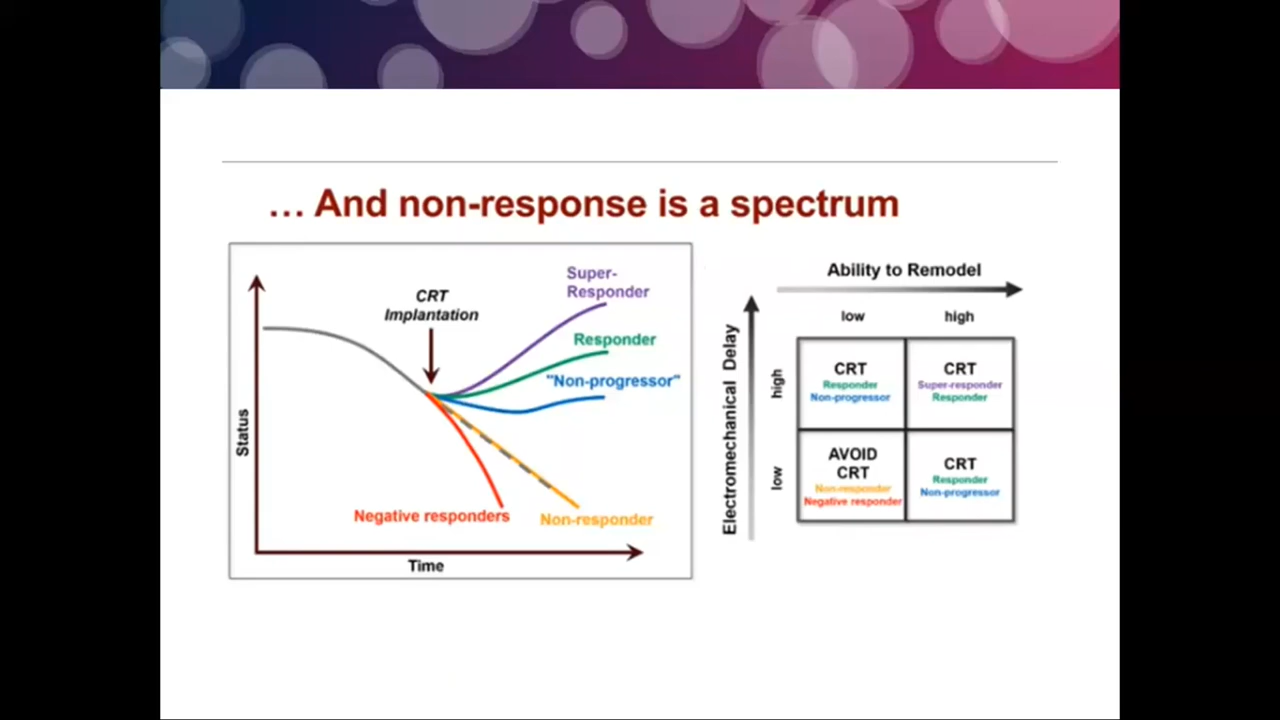 ... And non-response is a spectrum
Super-
Responder
CRT
Implantation
Responder
"Non-progressor"
Status
Negative responders
Non-responder
Time
Ability to Remodel
low
high
Electromechanical Delay
high
CRT
Responder
Non-progressor
CRT
Super-responder
Responder
low
AVOID
CRT
Non-responder
Negative responder
CRT
Responder
Non-progressor